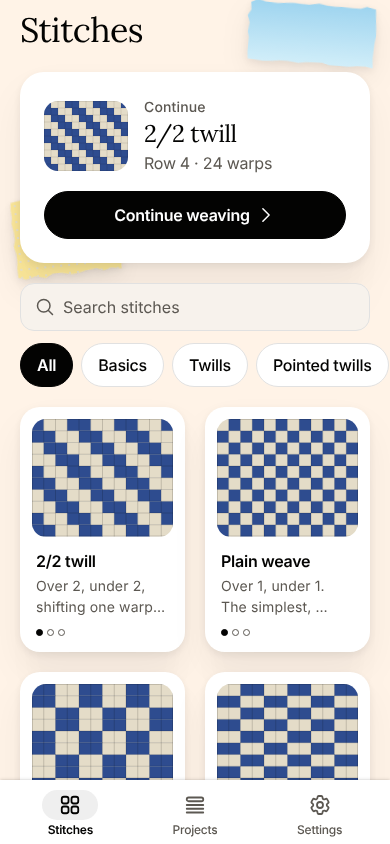 Stitches
Continue
2/2 twill
Row 4 · 24 warps
Continue weaving
Search stitches
All
Basics
Twills
Pointed twills
2/2 twill
Over 2, under 2,
shifting one warp...
Plain weave
Over 1, under 1.
The simplest, ...
Stitches
Projects
Settings